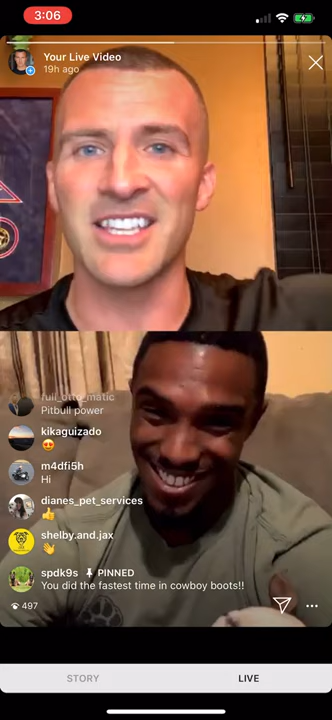 3:06
Your Live Video
19h ago
full_otto_matic
Pitbull power
kikaguizado
😍
m4dfi5h
Hi
dianes_pet_services
👍
shelby.and.jax
👋
spdk9s PINNED
You did the fastest time in cowboy boots!!
497
STORY LIVE